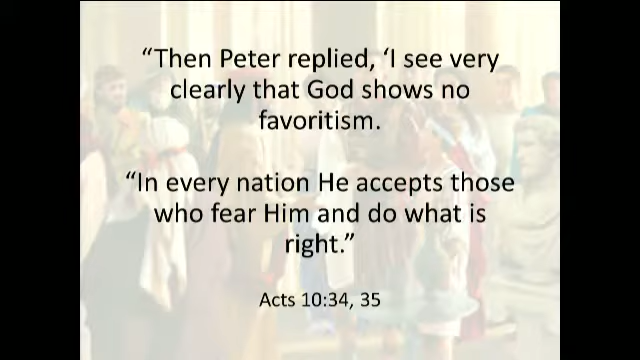 “Then Peter replied, ‘I see very
clearly that God shows no
favoritism.
“In every nation He accepts those
who fear Him and do what is
right.”
Acts 10:34, 35